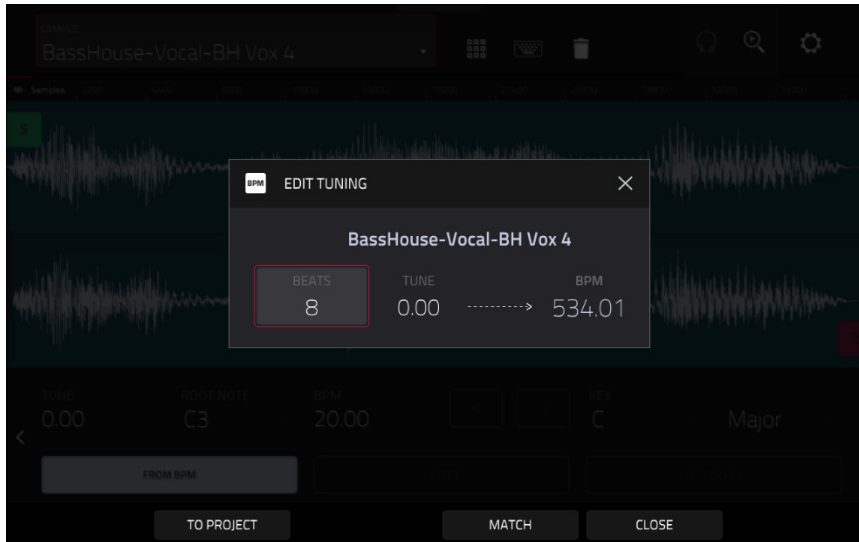 SAMPLE
BassHouse-Vocal-BH Vox 4
Samples
S
BPM EDIT TUNING
BassHouse-Vocal-BH Vox 4
BEATS TUNE BPM
8 0.00 534.01
TUNE ROOT NOTE BPM KEY
0.00 C3 20.00 C Major
FROM BPM
TO PROJECT MATCH CLOSE